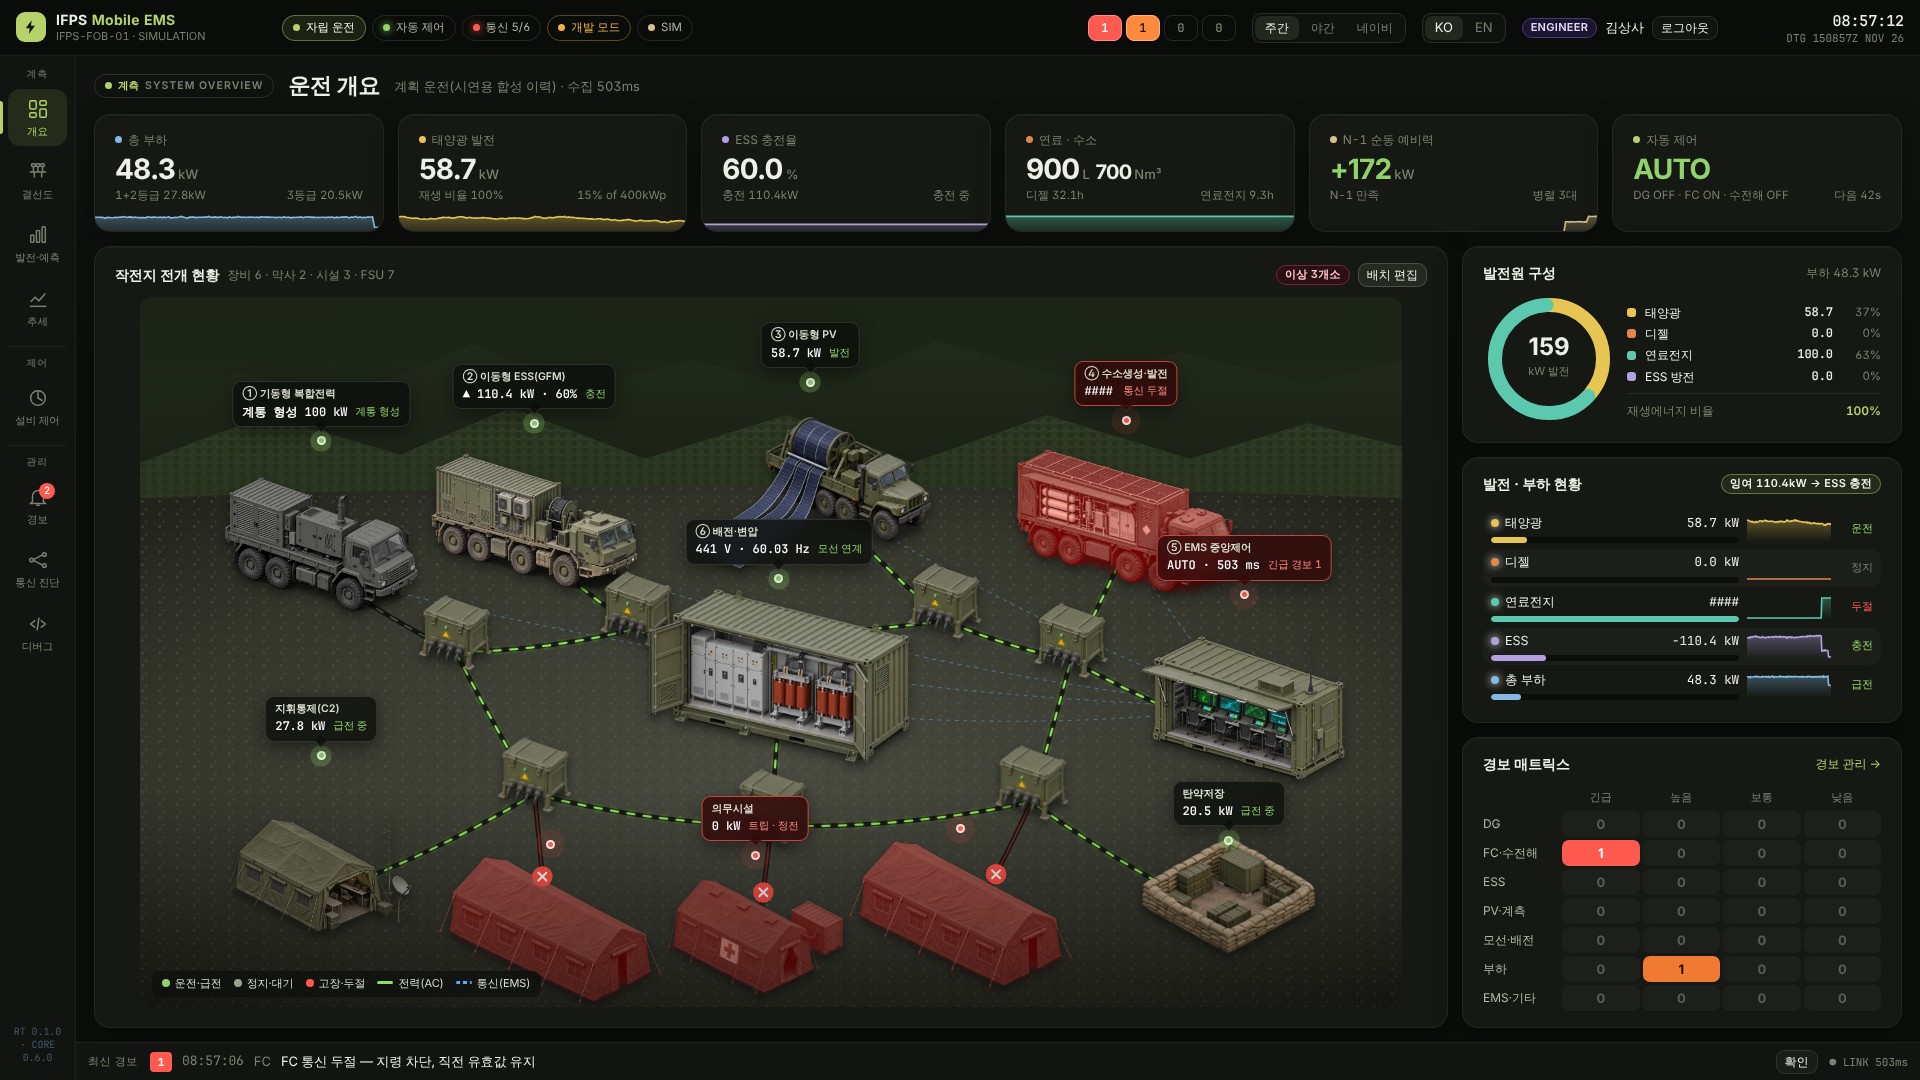 IFPS Mobile EMS
IFPS-FOB-01 · SIMULATION
자립 운전
자동 제어
통신 5/6
개발 모드
SIM
1
1
0
0
주간
야간
네이비
KO
EN
ENGINEER
김상사
로그아웃
08:57:12
DTG 150857Z NOV 26
계측
개요
결선도
발전·예측
추세
제어
설비 제어
관리
2
경보
통신 진단
디버그
RT 0.1.0
· CORE
0.6.0
계측 SYSTEM OVERVIEW
운전 개요
계획 운전(시연용 합성 이력) · 수집 503ms
총 부하
48.3 kW
1+2등급 27.8kW
3등급 20.5kW
태양광 발전
58.7 kW
재생 비율 100%
15% of 400kWp
ESS 충전율
60.0 %
충전 110.4kW
충전 중
연료 · 수소
900 L 700 Nm³
디젤 32.1h
연료전지 9.3h
N-1 순동 예비력
+172 kW
N-1 만족
병렬 3대
자동 제어
AUTO
DG OFF · FC ON · 수전해 OFF
다음 42s
작전지 전개 현황
장비 6 · 막사 2 · 시설 3 · FSU 7
이상 3개소
배치 편집
① 기동형 복합전력
계통 형성 100 kW 계통 형성
② 이동형 ESS(GFM)
▲ 110.4 kW · 60% 충전
③ 이동형 PV
58.7 kW 발전
④ 수소생성·발전
#### 통신 두절
⑤ EMS 중앙제어
AUTO · 503 ms 긴급 경보 1
⑥ 배전·변압
441 V · 60.03 Hz 모선 연계
지휘통제(C2)
27.8 kW 급전 중
의무시설
0 kW 트립 · 정전
탄약저장
20.5 kW 급전 중
운전·급전
정지·대기
고장·두절
전력(AC)
통신(EMS)
발전원 구성
부하 48.3 kW
159
kW 발전
태양광 58.7 37%
디젤 0.0 0%
연료전지 100.0 63%
ESS 방전 0.0 0%
재생에너지 비율 100%
발전 · 부하 현황
잉여 110.4kW → ESS 충전
태양광 58.7 kW 운전
디젤 0.0 kW 정지
연료전지 #### 두절
ESS -110.4 kW 충전
총 부하 48.3 kW 급전
경보 매트릭스
경보 관리 →
긴급 높음 보통 낮음
DG 0 0 0 0
FC·수전해 1 0 0 0
ESS 0 0 0 0
PV·계측 0 0 0 0
모선·배전 0 0 0 0
부하 0 1 0 0
EMS·기타 0 0 0 0
최신 경보
1
08:57:06 FC FC 통신 두절 — 지령 차단, 직전 유효값 유지
확인
LINK 503ms